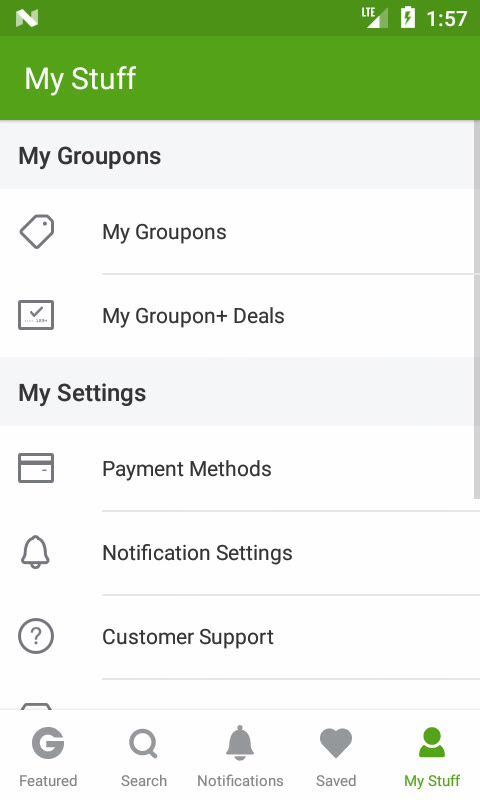 LTE 1:57
My Stuff
My Groupons
My Groupons
My Groupon+ Deals
My Settings
Payment Methods
Notification Settings
? Customer Support
Featured Search Notifications Saved My Stuff